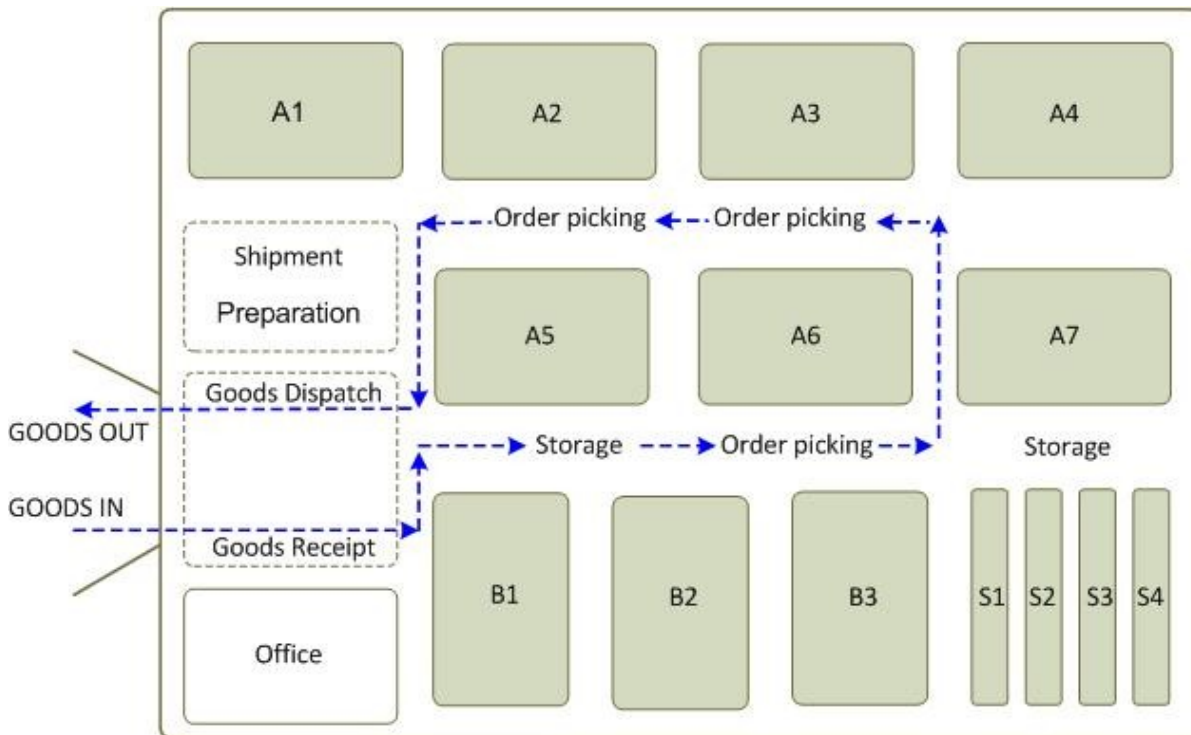 A1
A2
A3
A4
Order picking
Order picking
Shipment
Preparation
A5
A6
A7
Goods Dispatch
GOODS OUT
Storage
Order picking
Storage
GOODS IN
Goods Receipt
B1
B2
B3
S1
S2
S3
S4
Office